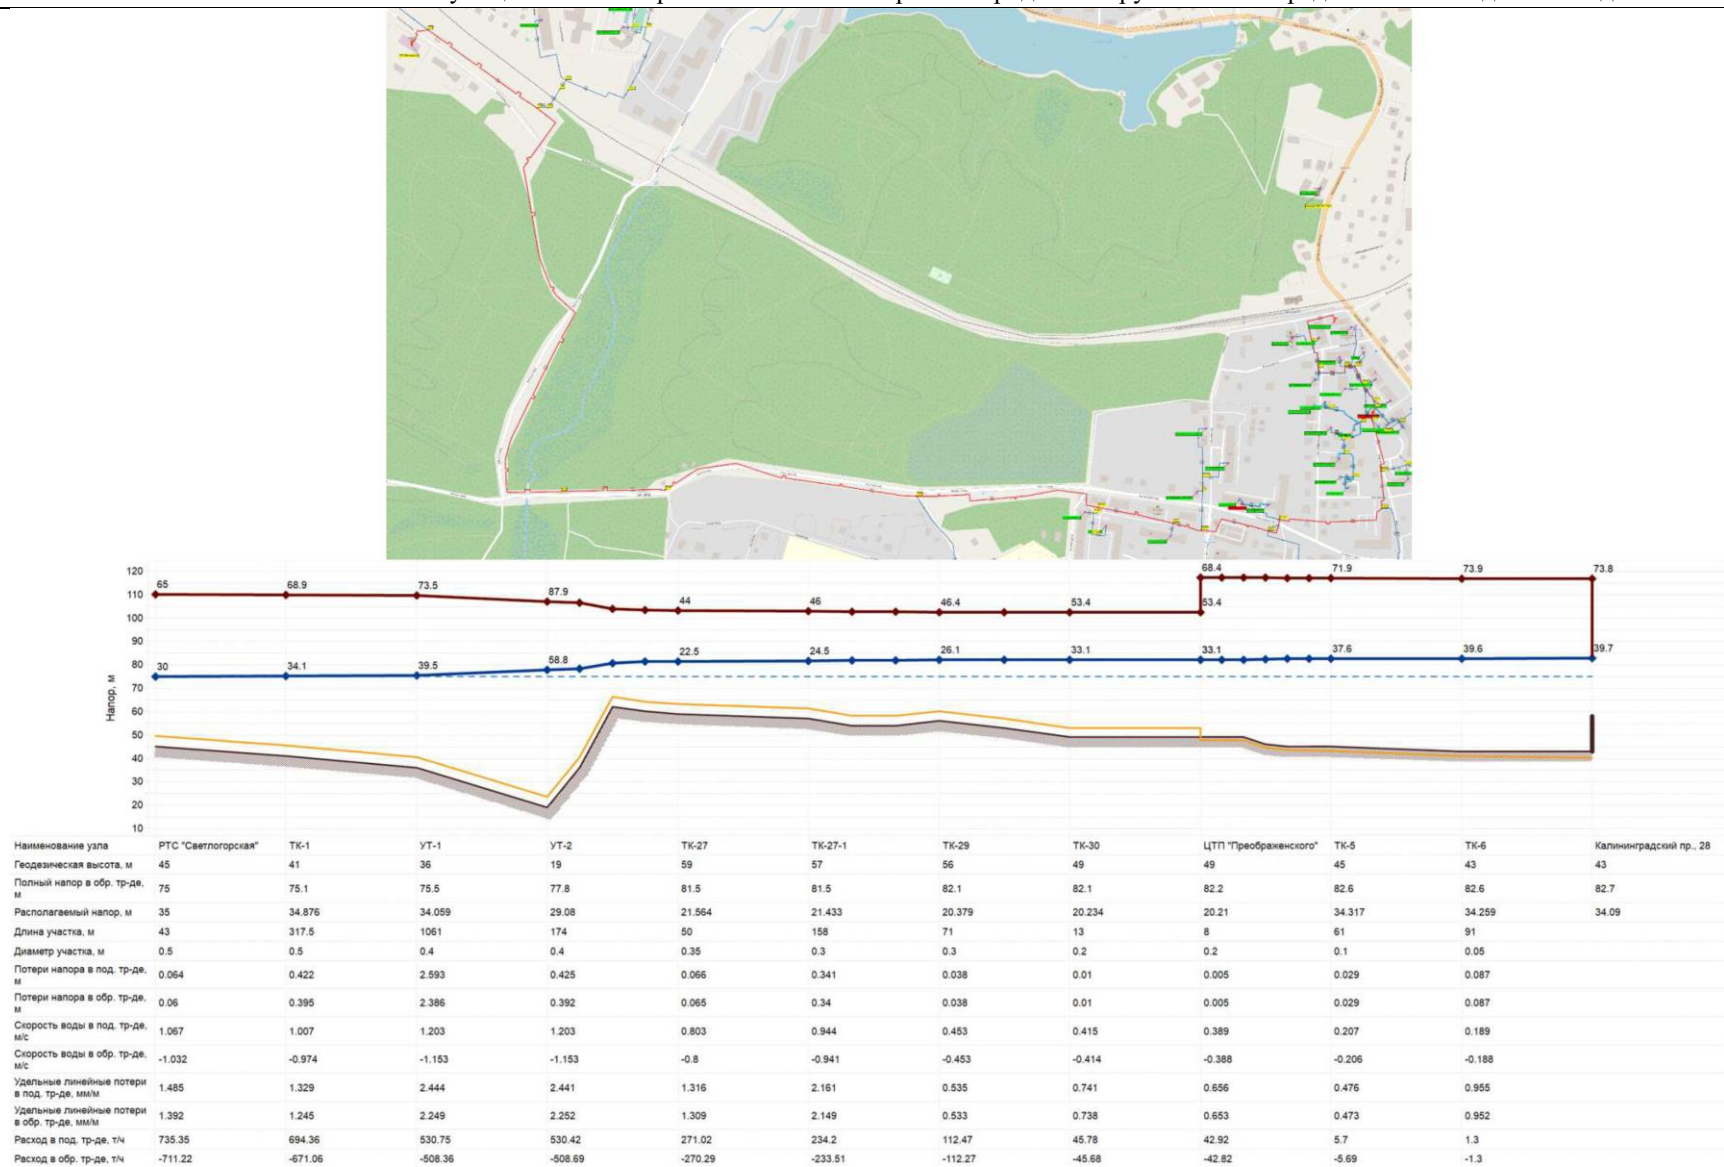 120
110
100
90
80
70
60
50
40
30
20
10
Напор, м
65 68.9 73.5 87.9 44 46 46.4 53.4 68.4 71.9 73.9 73.8
53.4
30 34.1 39.5 58.8 22.5 24.5 26.1 33.1 33.1 37.6 39.6 39.7
Наименование узла РТС "Светлогорская" ТК-1 УТ-1 УТ-2 ТК-27 ТК-27-1 ТК-29 ТК-30 ЦТП "Преображенского" ТК-5 ТК-6 Калининградский пр., 28
Геодезическая высота, м 45 41 36 19 59 57 56 49 49 45 43 43
Полный напор в обр. тр-де,
м 75 75.1 75.5 77.8 81.5 81.5 82.1 82.1 82.2 82.6 82.6 82.7
Располагаемый напор, м 35 34.876 34.059 29.08 21.564 21.433 20.379 20.234 20.21 34.317 34.259 34.09
Длина участка, м 43 317.5 1061 174 50 158 71 13 8 61 91
Диаметр участка, м 0.5 0.5 0.4 0.4 0.35 0.3 0.3 0.2 0.2 0.1 0.05
Потери напора в под. тр-де,
м 0.064 0.422 2.593 0.425 0.066 0.341 0.038 0.01 0.005 0.029 0.087
Потери напора в обр. тр-де,
м 0.06 0.395 2.386 0.392 0.065 0.34 0.038 0.01 0.005 0.029 0.087
Скорость воды в под. тр-де,
м/с 1.067 1.007 1.203 1.203 0.803 0.944 0.453 0.415 0.389 0.207 0.189
Скорость воды в обр. тр-де,
м/с -1.032 -0.974 -1.153 -1.153 -0.8 -0.941 -0.453 -0.414 -0.388 -0.206 -0.188
Удельные линейные потери
в под. тр-де, мм/м 1.485 1.329 2.444 2.441 1.316 2.161 0.535 0.741 0.656 0.476 0.955
Удельные линейные потери
в обр. тр-де, мм/м 1.392 1.245 2.249 2.252 1.309 2.149 0.533 0.738 0.653 0.473 0.952
Расход в под. тр-де, т/ч 735.35 694.36 530.75 530.42 271.02 234.2 112.47 45.78 42.92 5.7 1.3
Расход в обр. тр-де, т/ч -711.22 -671.06 -508.36 -508.69 -270.29 -233.51 -112.27 -45.68 -42.82 -5.69 -1.3